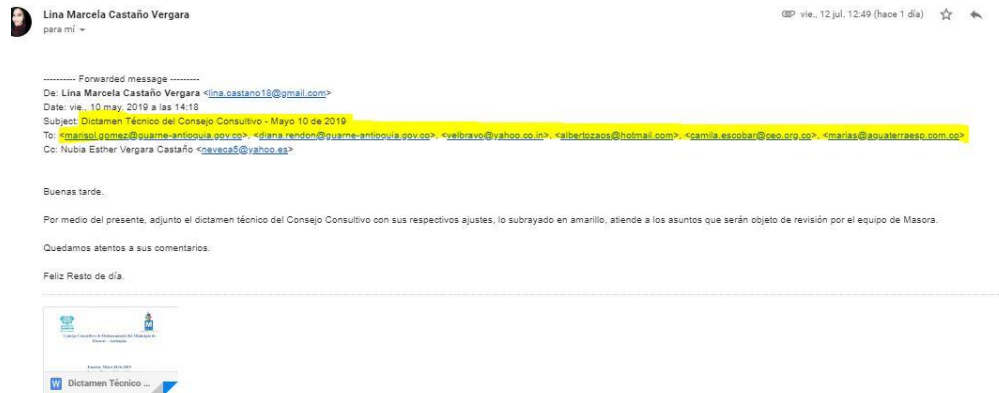 Lina Marcela Castaño Vergara
vie., 12 jul. 12:49 (hace 1 día)
para mí
---------- Forwarded message ---------
De: Lina Marcela Castaño Vergara <lina.castano18@gmail.com>
Date: vie., 10 may. 2019 a las 14:18
Subject: Dictamen Técnico del Consejo Consultivo - Mayo 10 de 2019
To: <marisol.gomez@guarne-antioquia.gov.co>, <diana.rendon@guarne-antioquia.gov.co>, <velbravo@yahoo.co.in>, <albertozaos@hotmail.com>, <camila.escobar@ceo.org.co>, <marias@aquaterraesp.com.co>
Cc: Nubia Esther Vergara Castaño <neveca5@yahoo.es>
Buenas tarde.
Por medio del presente, adjunto el dictamen técnico del Consejo Consultivo con sus respectivos ajustes, lo subrayado en amarillo, atiende a los asuntos que serán objeto de revisión por el equipo de Masora.
Quedamos atentos a sus comentarios.
Feliz Resto de día.
W Dictamen Técnico ...